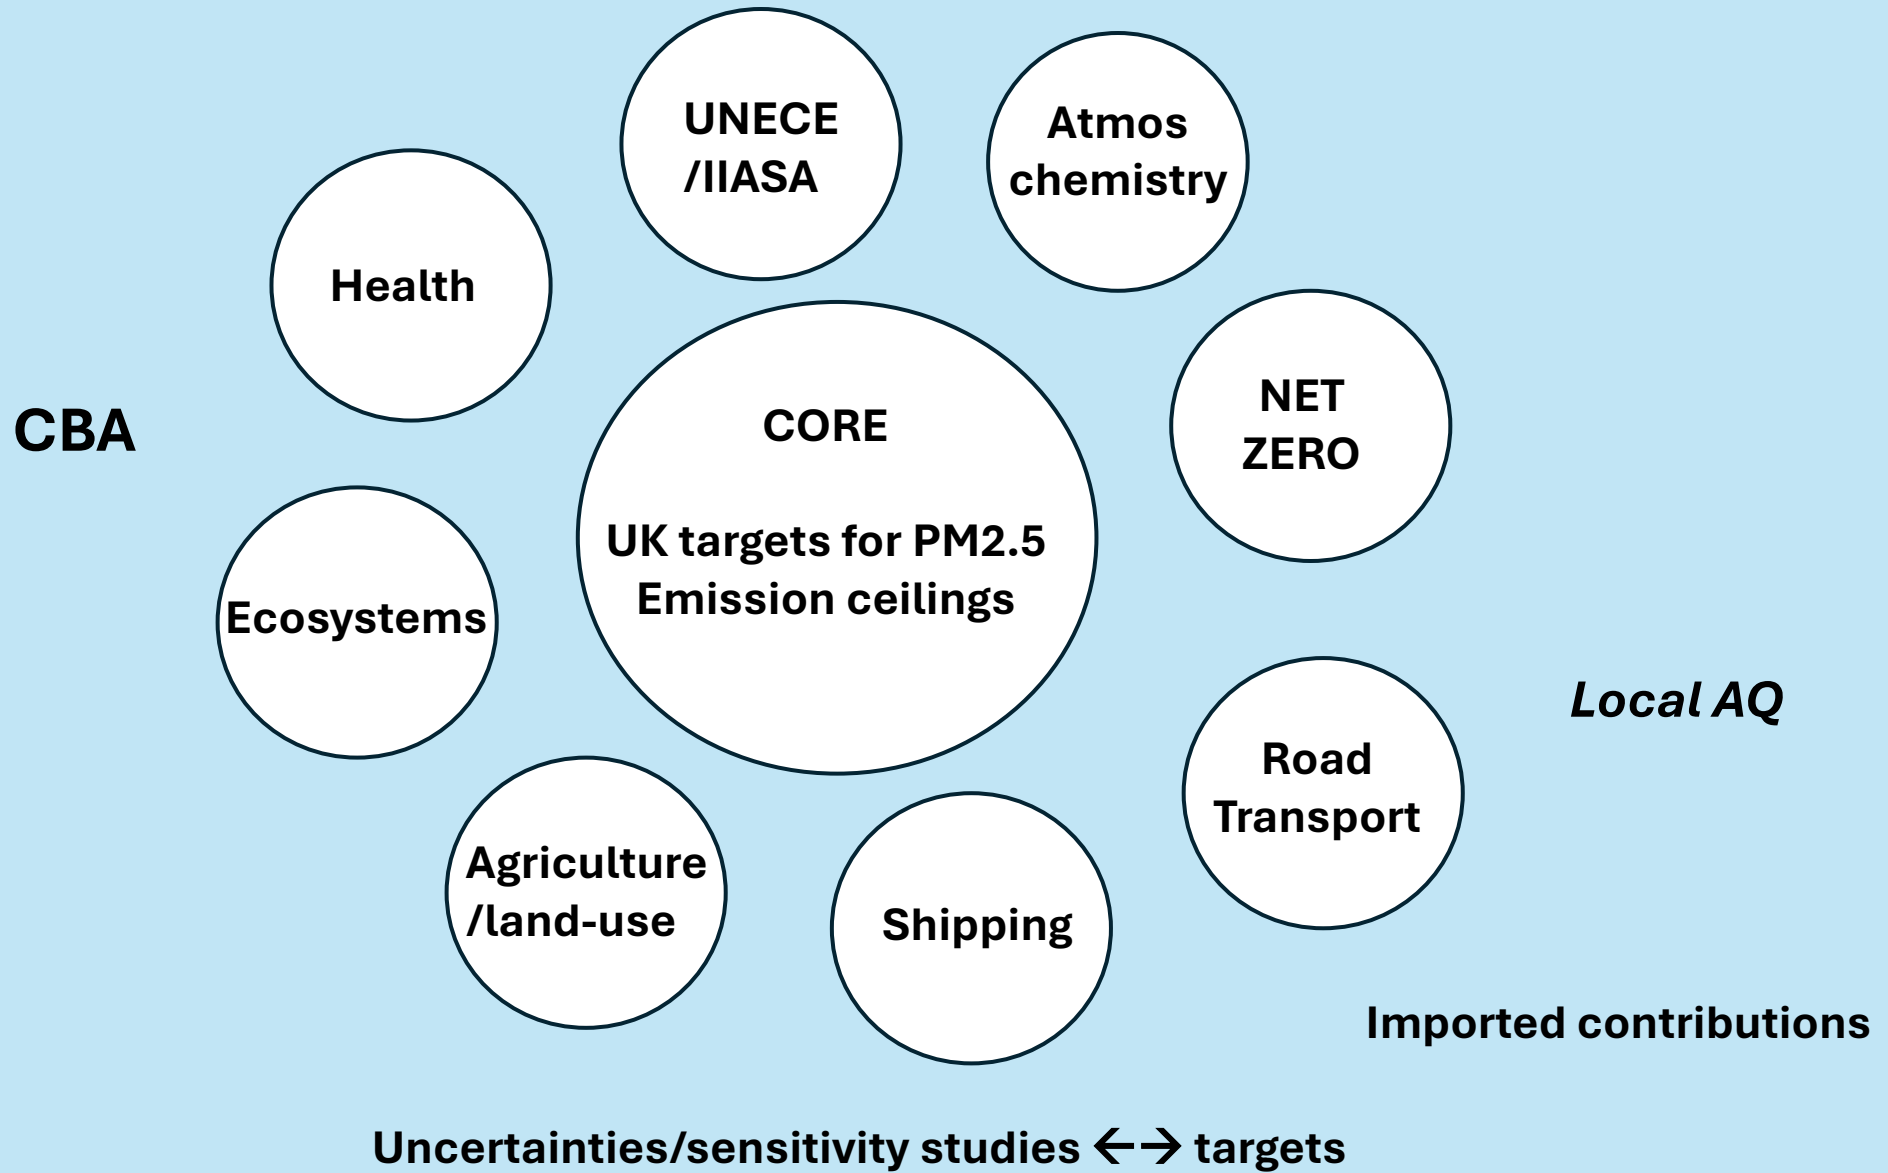 UNECE
/IIASA
Atmos
chemistry
Health
NET
ZERO
CBA
CORE
UK targets for PM2.5
Emission ceilings
Ecosystems
Local AQ
Road
Transport
Agriculture
/land-use
Shipping
Imported contributions
Uncertainties/sensitivity studies ←→ targets